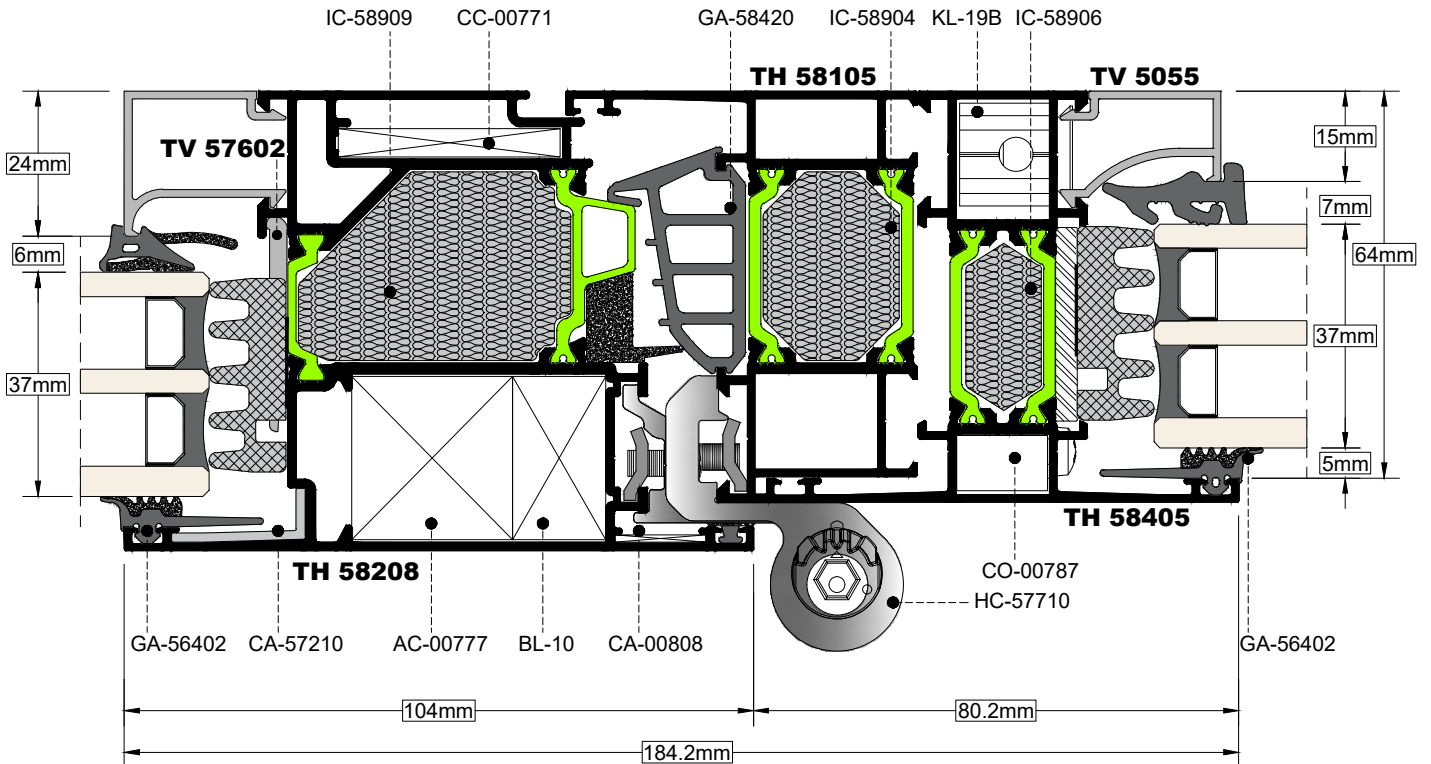 IC-58909 CC-00771 GA-58420 IC-58904 KL-19B IC-58906
TH 58105 TV 5055
TV 57602
24mm
15mm
7mm
6mm
64mm
37mm
37mm
5mm
TH 58405
TH 58208
CO-00787
HC-57710
GA-56402 CA-57210 AC-00777 BL-10 CA-00808 GA-56402
104mm 80.2mm
184.2mm